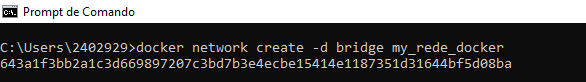 Prompt de Comando
C:\Users\2402929>docker network create -d bridge my_rede_docker
643a1f3bb2a1c3d669897207c3bd7b3e4ecbe15414e1187351d31644bf5d08ba